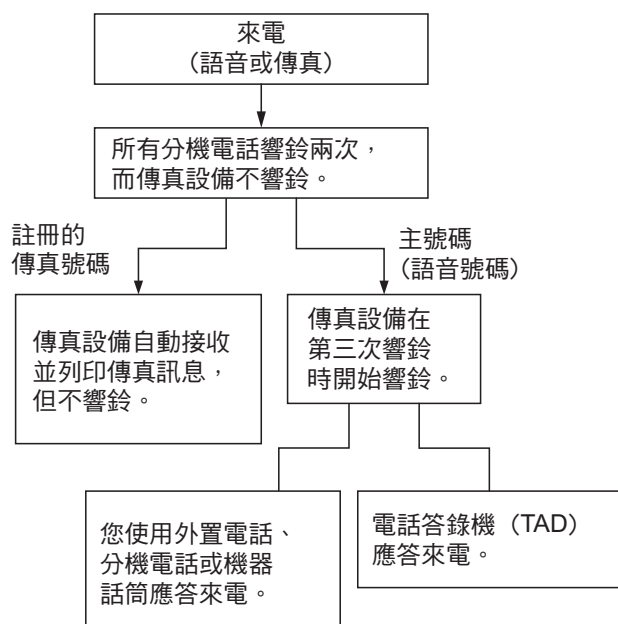 來電
（語音或傳真）
所有分機電話響鈴兩次，
而傳真設備不響鈴。
註冊的
傳真號碼
主號碼
（語音號碼）
傳真設備自動接收
並列印傳真訊息，
但不響鈴。
傳真設備在
第三次響鈴
時開始響鈴。
您使用外置電話、
分機電話或機器
話筒應答來電。
電話答錄機（TAD）
應答來電。